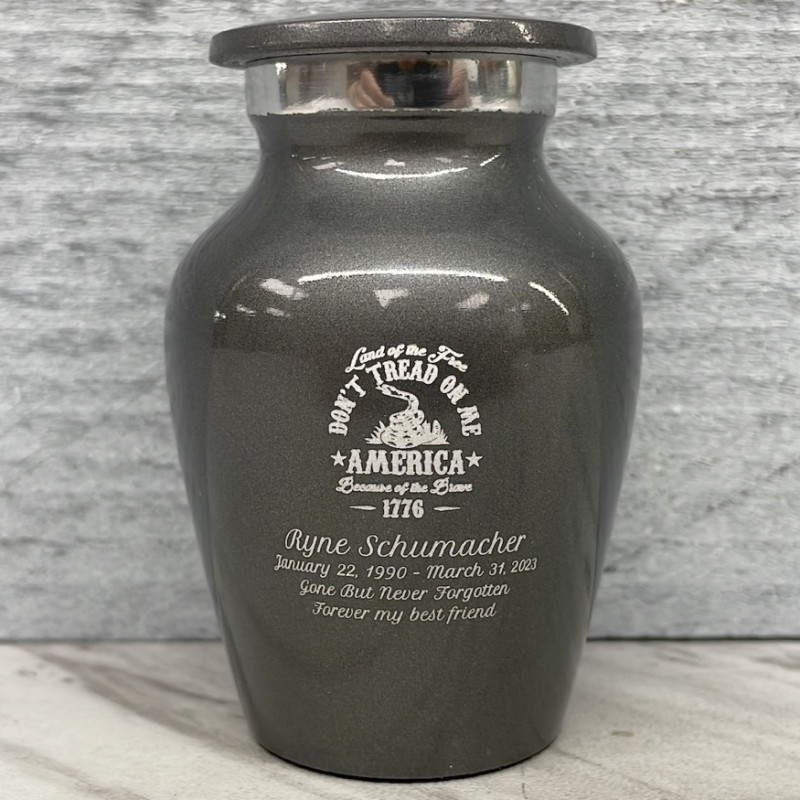 Land of the Free
DON'T TREAD ON ME
★AMERICA★
Because of the Brave
— 1776 —
Ryne Schumacher
January 22, 1990 - March 31, 2023
Gone But Never Forgotten
Forever my best friend